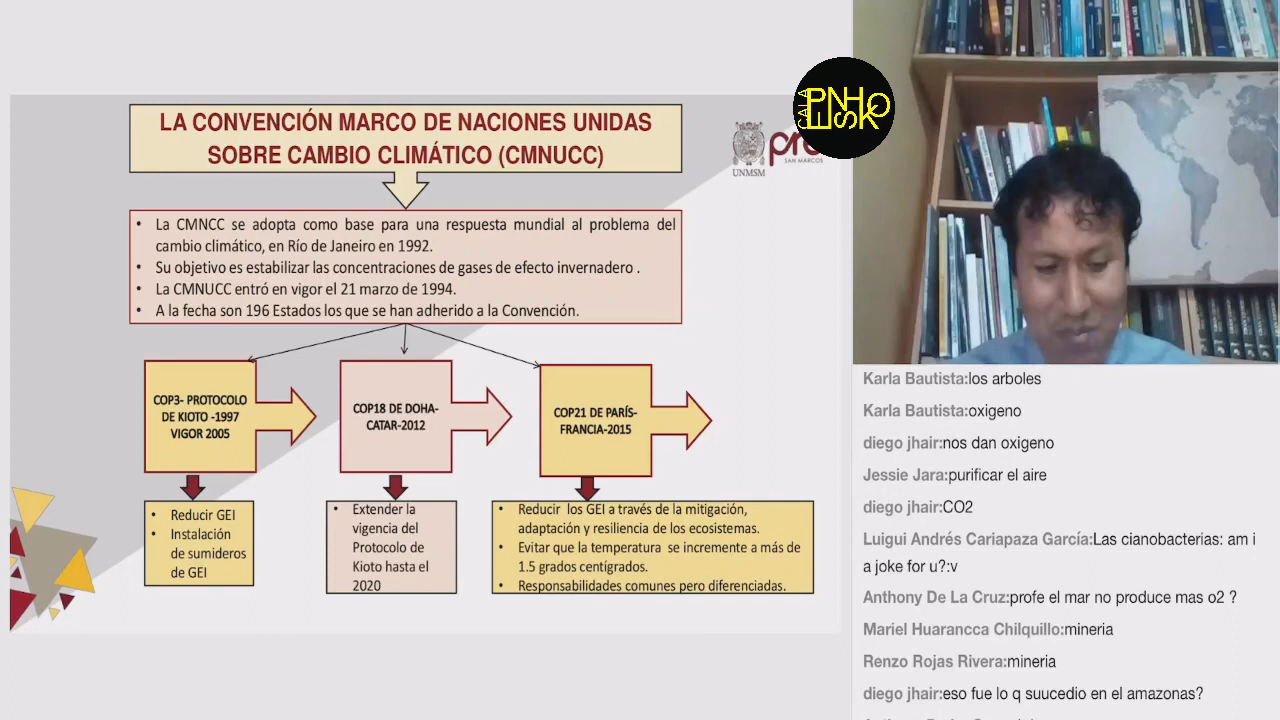 LA CONVENCIÓN MARCO DE NACIONES UNIDAS
SOBRE CAMBIO CLIMÁTICO (CMNUCC)
UNMSM
pre
SAN MARCOS
CALA
PNHO
ESK
• La CMNCC se adopta como base para una respuesta mundial al problema del
cambio climático, en Río de Janeiro en 1992.
• Su objetivo es estabilizar las concentraciones de gases de efecto invernadero .
• La CMNUCC entró en vigor el 21 marzo de 1994.
• A la fecha son 196 Estados los que se han adherido a la Convención.
COP3- PROTOCOLO
DE KIOTO -1997
VIGOR 2005
COP18 DE DOHA-
CATAR-2012
COP21 DE PARÍS-
FRANCIA-2015
• Reducir GEI
• Instalación
de sumideros
de GEI
• Extender la
vigencia del
Protocolo de
Kioto hasta el
2020
• Reducir los GEI a través de la mitigación,
adaptación y resiliencia de los ecosistemas.
• Evitar que la temperatura se incremente a más de
1.5 grados centigrados.
• Responsabilidades comunes pero diferenciadas.
Karla Bautista:los arboles
Karla Bautista:oxigeno
diego jhair:nos dan oxigeno
Jessie Jara:purificar el aire
diego jhair:CO2
Luigui Andrés Cariapaza García:Las cianobacterias: am i
a joke for u?:v
Anthony De La Cruz:profe el mar no produce mas o2 ?
Mariel Huarancca Chilquillo:mineria
Renzo Rojas Rivera:mineria
diego jhair:eso fue lo q suucedio en el amazonas?